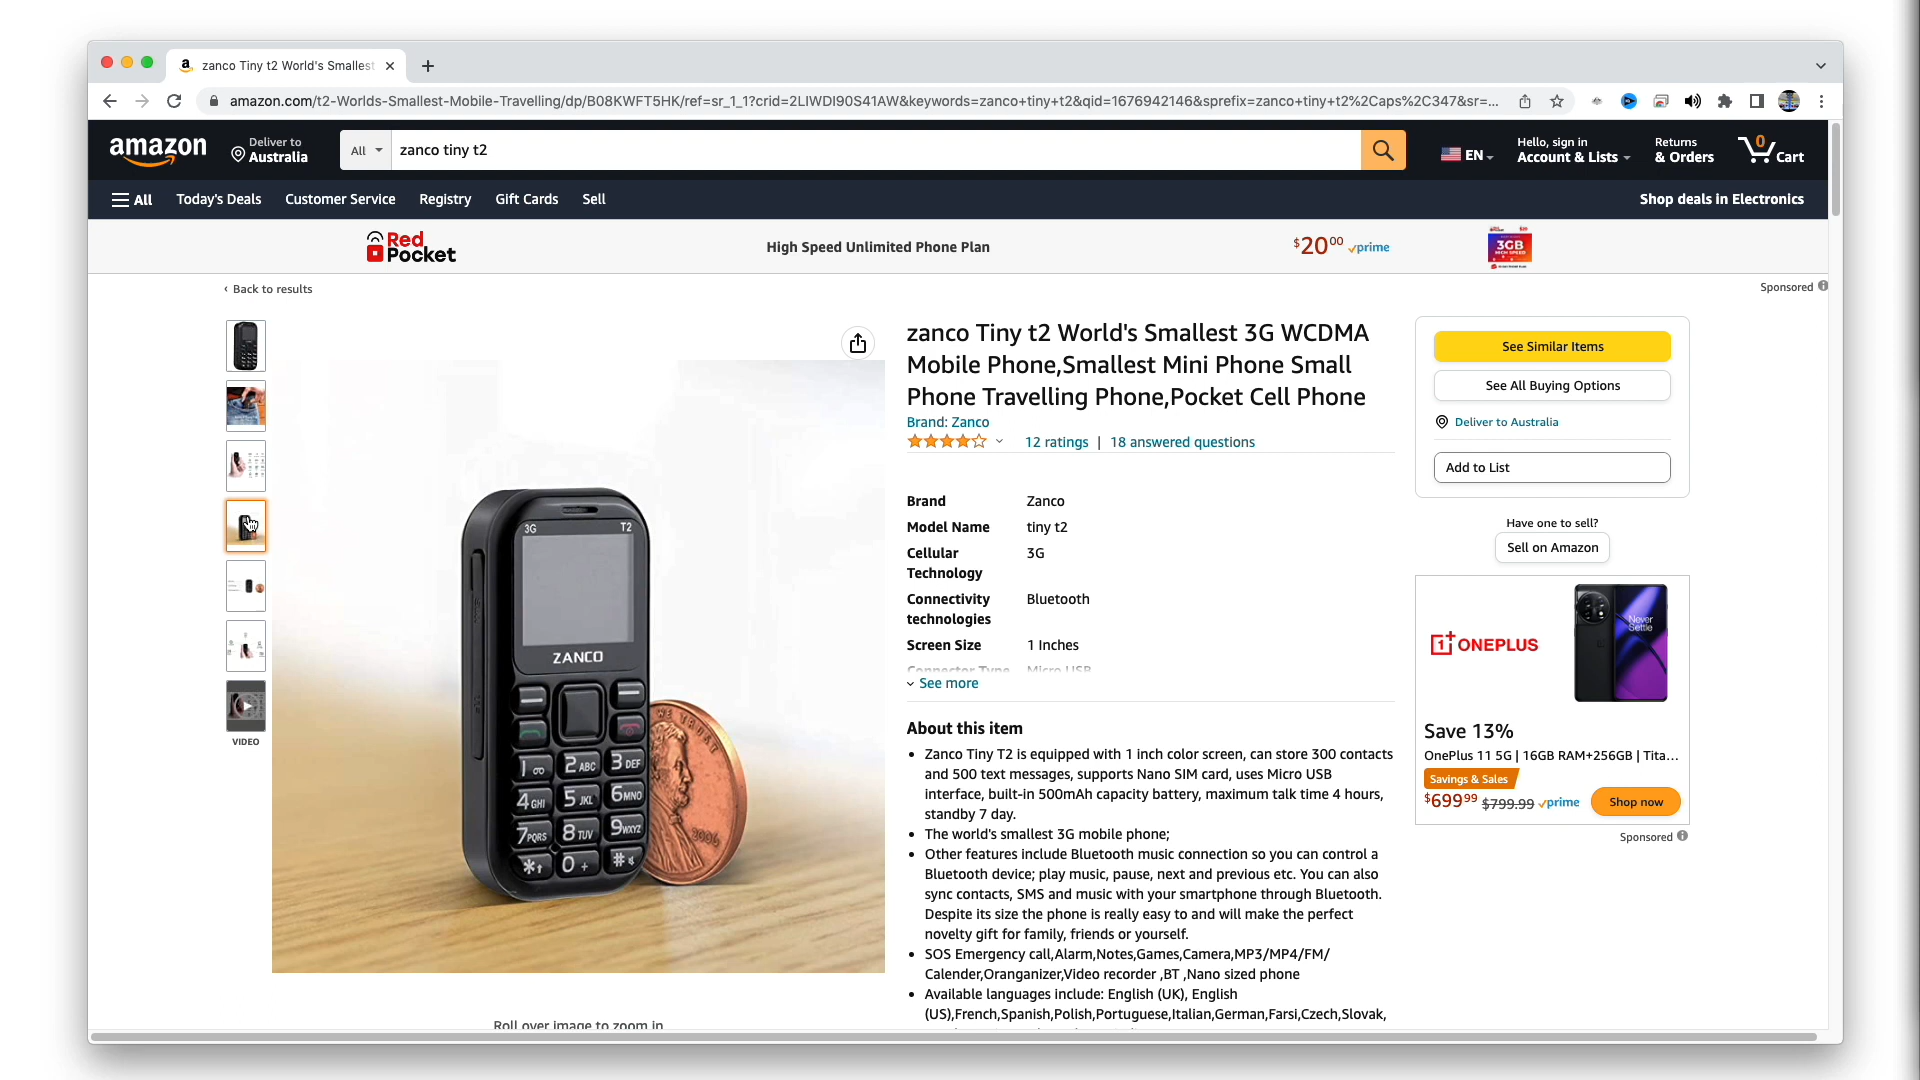 zanco Tiny t2 World's Smallest
amazon.com/t2-Worlds-Smallest-Mobile-Travelling/dp/B08KWFT5HK/ref=sr_1_1?crid=2LIWDI90S41AW&keywords=zanco+tiny+t2&qid=1676942146&sprefix=zanco+tiny+t2%2Caps%2C347&sr=...
amazon
Deliver to
Australia
All
zanco tiny t2
EN
Hello, sign in
Account & Lists
Returns
& Orders
0
Cart
All
Today's Deals
Customer Service
Registry
Gift Cards
Sell
Shop deals in Electronics
Red
Pocket
High Speed Unlimited Phone Plan
$20 00 prime
3GB
‹ Back to results
Sponsored
VIDEO
3G
T2
ZANCO
1
2 ABC
3 DEF
4 GHI
5 JKL
6 MNO
7 PQRS
8 TUV
9 WXYZ
*
0 +
#
WE TRUST
2006
Roll over image to zoom in
zanco Tiny t2 World's Smallest 3G WCDMA
Mobile Phone,Smallest Mini Phone Small
Phone Travelling Phone,Pocket Cell Phone
Brand: Zanco
12 ratings | 18 answered questions
Brand Zanco
Model Name tiny t2
Cellular 3G
Technology
Connectivity Bluetooth
technologies
Screen Size 1 Inches
Connector Type Micro USB
See more
About this item
• Zanco Tiny T2 is equipped with 1 inch color screen, can store 300 contacts
and 500 text messages, supports Nano SIM card, uses Micro USB
interface, built-in 500mAh capacity battery, maximum talk time 4 hours,
standby 7 day.
• The world's smallest 3G mobile phone;
• Other features include Bluetooth music connection so you can control a
Bluetooth device; play music, pause, next and previous etc. You can also
sync contacts, SMS and music with your smartphone through Bluetooth.
Despite its size the phone is really easy to and will make the perfect
novelty gift for family, friends or yourself.
• SOS Emergency call,Alarm,Notes,Games,Camera,MP3/MP4/FM/
Calender,Oranganizer,Video recorder ,BT ,Nano sized phone
• Available languages include: English (UK), English
(US),French,Spanish,Polish,Portuguese,Italian,German,Farsi,Czech,Slovak,
See Similar Items
See All Buying Options
Deliver to Australia
Add to List
Have one to sell?
Sell on Amazon
1+ ONEPLUS
Never
Settle
Save 13%
OnePlus 11 5G | 16GB RAM+256GB | Tita...
Savings & Sales
$699 99 $799.99 prime
Shop now
Sponsored